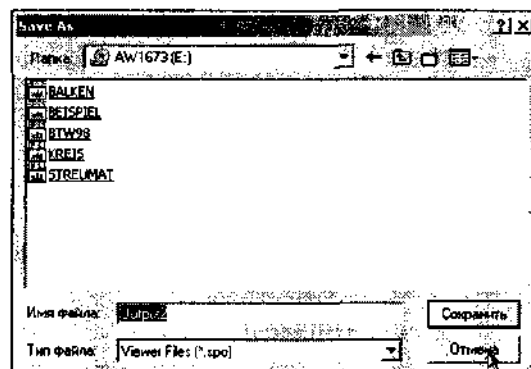 Save As
Папка: AW1673 (E:)
BALKEN
BEISPIEL
BTW98
KREIS
STREUMAT
Имя файла: Output2
Сохранить
Тип файла: Viewer Files (*.spo)
Отмена